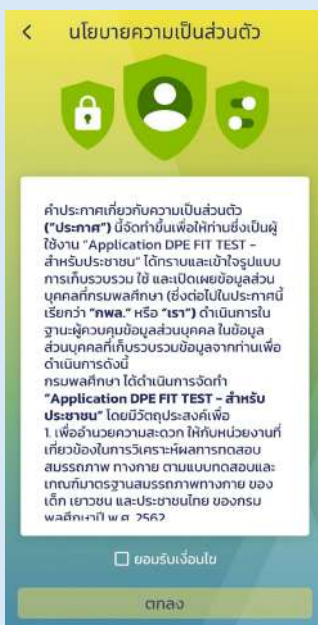 นโยบายความเป็นส่วนตัว
คำประกาศเกี่ยวกับความเป็นส่วนตัว
("ประกาศ") นี้จัดทำขึ้นเพื่อให้ท่านซึ่งเป็นผู้
ใช้งาน "Application DPE FIT TEST -
สำหรับประชาชน" ได้ทราบและเข้าใจรูปแบบ
การเก็บรวบรวม ใช้ และเปิดเผยข้อมูลส่วน
บุคคลที่กรมพลศึกษา (ซึ่งต่อไปในประกาศนี้
เรียกว่า "กพล." หรือ "เรา") ดำเนินการใน
ฐานะผู้ควบคุมข้อมูลส่วนบุคคล ในข้อมูล
ส่วนบุคคลที่เก็บรวบรวมข้อมูลจากท่านเพื่อ
ดำเนินการดังนี้
กรมพลศึกษา ได้ดำเนินการจัดทำ
"Application DPE FIT TEST - สำหรับ
ประชาชน" โดยมีวัตถุประสงค์เพื่อ
1. เพื่ออำนวยความสะดวก ให้กับหน่วยงานที่
เกี่ยวข้องในการวิเคราะห์ผลการทดสอบ
สมรรถภาพ ทางกาย ตามแบบทดสอบและ
เกณฑ์มาตรฐานสมรรถภาพทางกาย ของ
เด็ก เยาวชน และประชาชนไทย ของกรม
พลศึกษาปี พ.ศ. 2562
ยอมรับเงื่อนไข
ตกลง